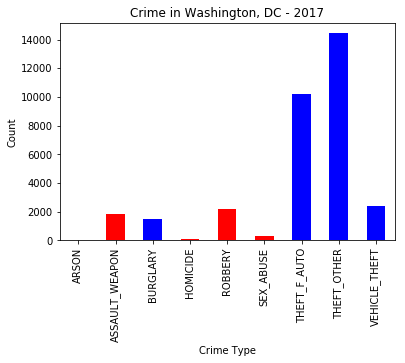 Crime in Washington, DC - 2017
14000
12000
10000
8000
6000
4000
2000
0
Count
ARSON
ASSAULT_WEAPON
BURGLARY
HOMICIDE
ROBBERY
SEX_ABUSE
THEFT_F_AUTO
THEFT_OTHER
VEHICLE_THEFT
Crime Type